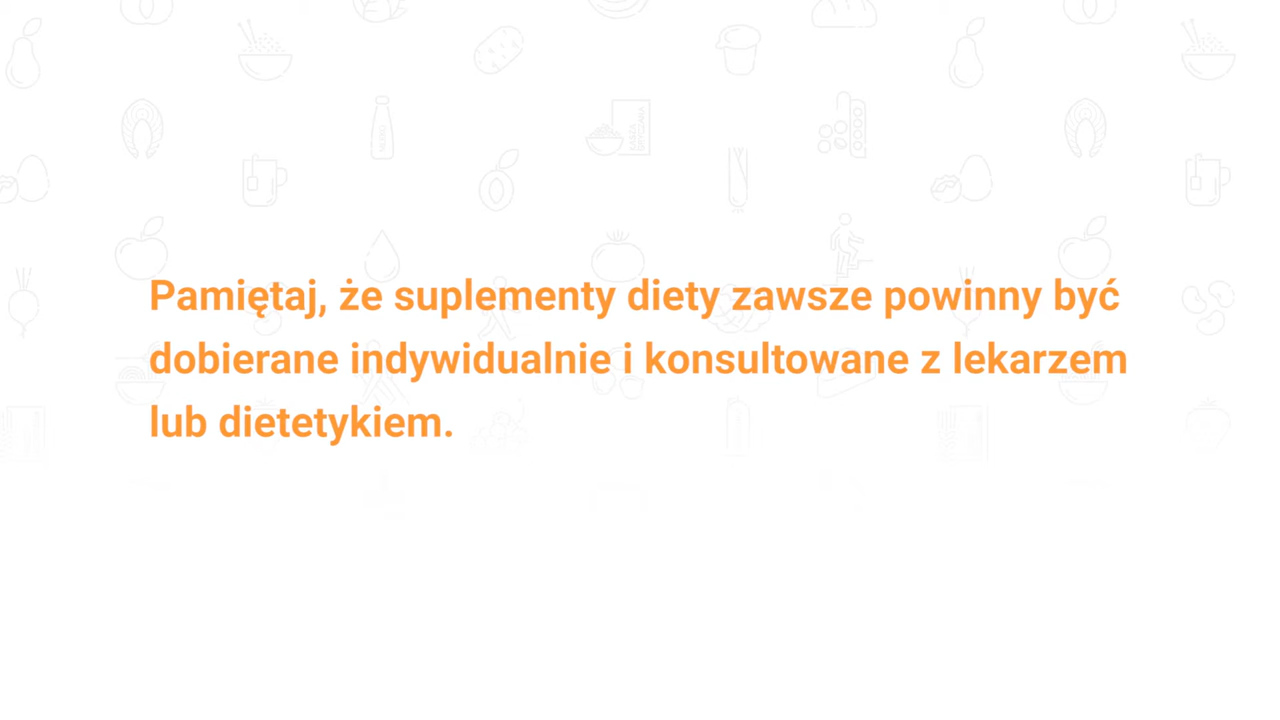 Pamiętaj, że suplementy diety zawsze powinny być
dobierane indywidualnie i konsultowane z lekarzem
lub dietetykiem.